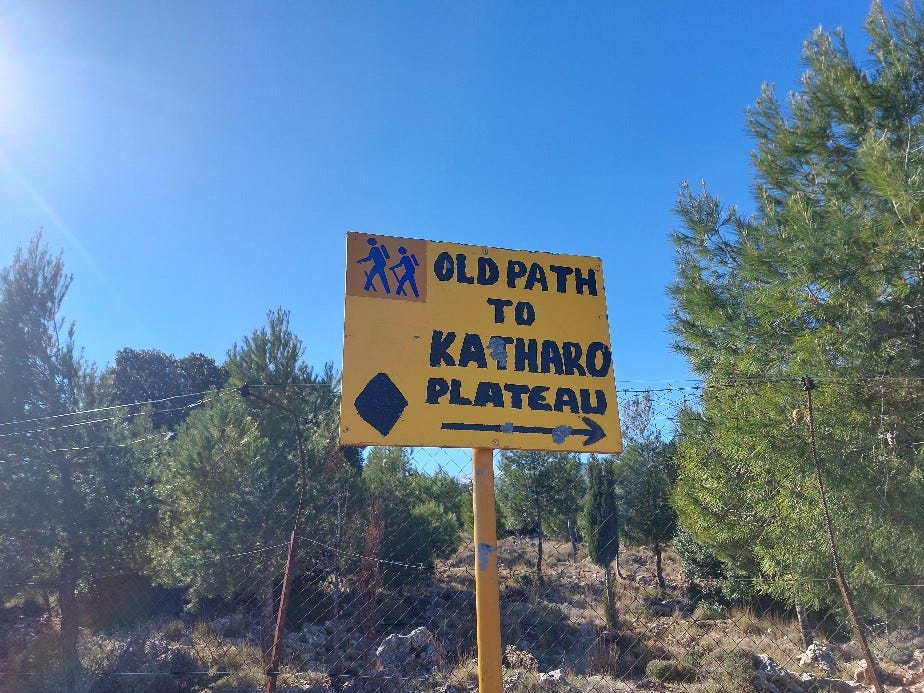 OLD PATH
TO
KATHARO
PLATEAU